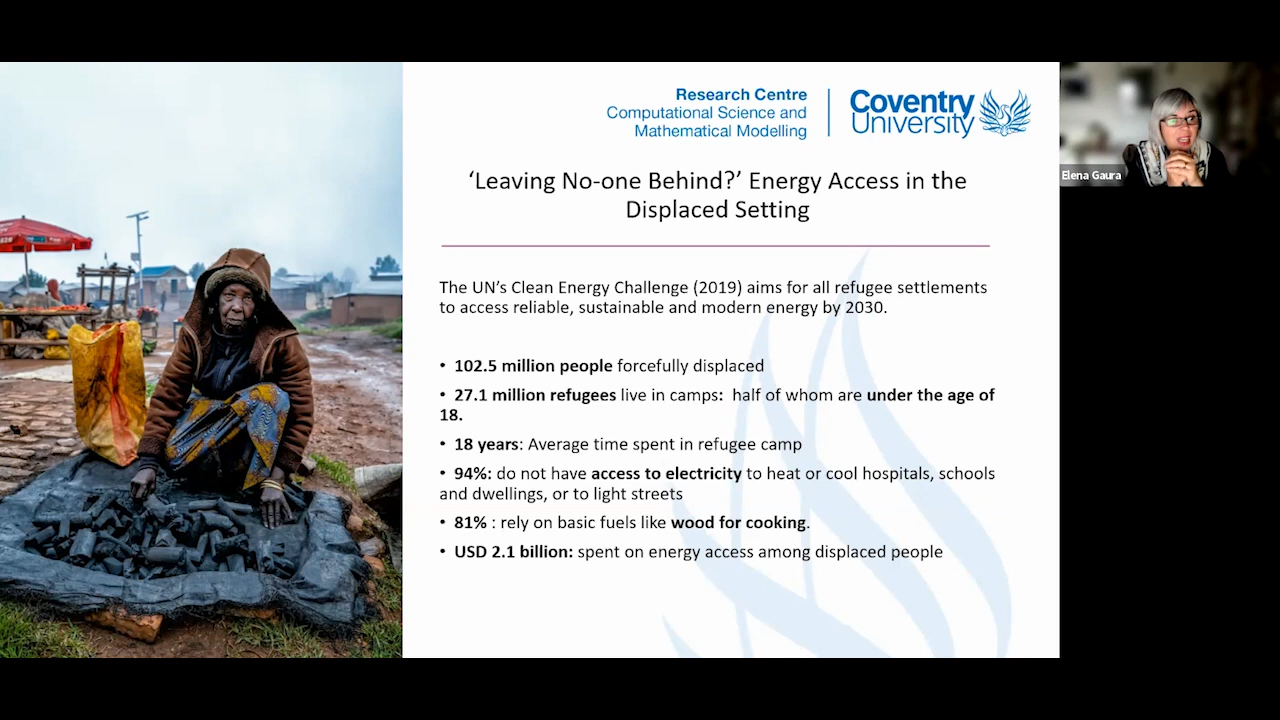 Research Centre
Computational Science and
Mathematical Modelling
Coventry
University
Elena Gaura
‘Leaving No-one Behind?’ Energy Access in the
Displaced Setting
The UN’s Clean Energy Challenge (2019) aims for all refugee settlements
to access reliable, sustainable and modern energy by 2030.
• 102.5 million people forcefully displaced
• 27.1 million refugees live in camps: half of whom are under the age of
18.
• 18 years: Average time spent in refugee camp
• 94%: do not have access to electricity to heat or cool hospitals, schools
and dwellings, or to light streets
• 81% : rely on basic fuels like wood for cooking.
• USD 2.1 billion: spent on energy access among displaced people